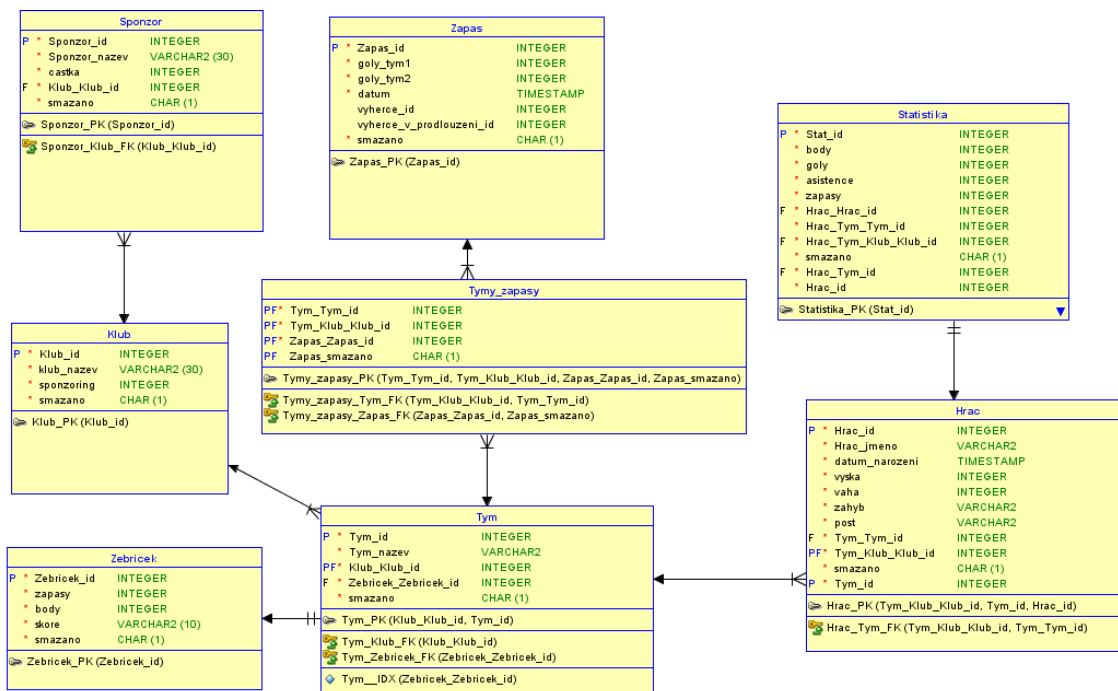 Sponzor
P * Sponzor_id INTEGER
* Sponzor_nazev VARCHAR2 (30)
* castka INTEGER
F * Klub_Klub_id INTEGER
* smazano CHAR (1)
Sponzor_PK (Sponzor_id)
Sponzor_Klub_FK (Klub_Klub_id)
Zapas
P * Zapas_id INTEGER
* goly_tym1 INTEGER
* goly_tym2 INTEGER
* datum TIMESTAMP
vyherce_id INTEGER
vyherce_v_prodlouzeni_id INTEGER
* smazano CHAR (1)
Zapas_PK (Zapas_id)
Statistika
P * Stat_id INTEGER
* body INTEGER
* goly INTEGER
* asistence INTEGER
* zapasy INTEGER
F * Hrac_Hrac_id INTEGER
* Hrac_Tym_Tym_id INTEGER
F * Hrac_Tym_Klub_Klub_id INTEGER
* smazano CHAR (1)
F * Hrac_Tym_id INTEGER
* Hrac_id INTEGER
Statistika_PK (Stat_id)
Klub
P * Klub_id INTEGER
* klub_nazev VARCHAR2 (30)
* sponzoring INTEGER
* smazano CHAR (1)
Klub_PK (Klub_id)
Tymy_zapasy
PF* Tym_Tym_id INTEGER
PF* Tym_Klub_Klub_id INTEGER
PF* Zapas_Zapas_id INTEGER
PF Zapas_smazano CHAR (1)
Tymy_zapasy_PK (Tym_Tym_id, Tym_Klub_Klub_id, Zapas_Zapas_id, Zapas_smazano)
Tymy_zapasy_Tym_FK (Tym_Klub_Klub_id, Tym_Tym_id)
Tymy_zapasy_Zapas_FK (Zapas_Zapas_id, Zapas_smazano)
Hrac
P * Hrac_id INTEGER
* Hrac_jmeno VARCHAR2
* datum_narozeni TIMESTAMP
* vyska INTEGER
* vaha INTEGER
* zahyb VARCHAR2
* post VARCHAR2
F * Tym_Tym_id INTEGER
PF* Tym_Klub_Klub_id INTEGER
* smazano CHAR (1)
P * Tym_id INTEGER
Hrac_PK (Tym_Klub_Klub_id, Tym_id, Hrac_id)
Hrac_Tym_FK (Tym_Klub_Klub_id, Tym_Tym_id)
Zebricek
P * Zebricek_id INTEGER
* zapasy INTEGER
* body INTEGER
* skore VARCHAR2 (10)
* smazano CHAR (1)
Zebricek_PK (Zebricek_id)
Tym
P * Tym_id INTEGER
* Tym_nazev VARCHAR2
PF* Klub_Klub_id INTEGER
F * Zebricek_Zebricek_id INTEGER
* smazano CHAR (1)
Tym_PK (Klub_Klub_id, Tym_id)
Tym_Klub_FK (Klub_Klub_id)
Tym_Zebricek_FK (Zebricek_Zebricek_id)
Tym__IDX (Zebricek_Zebricek_id)